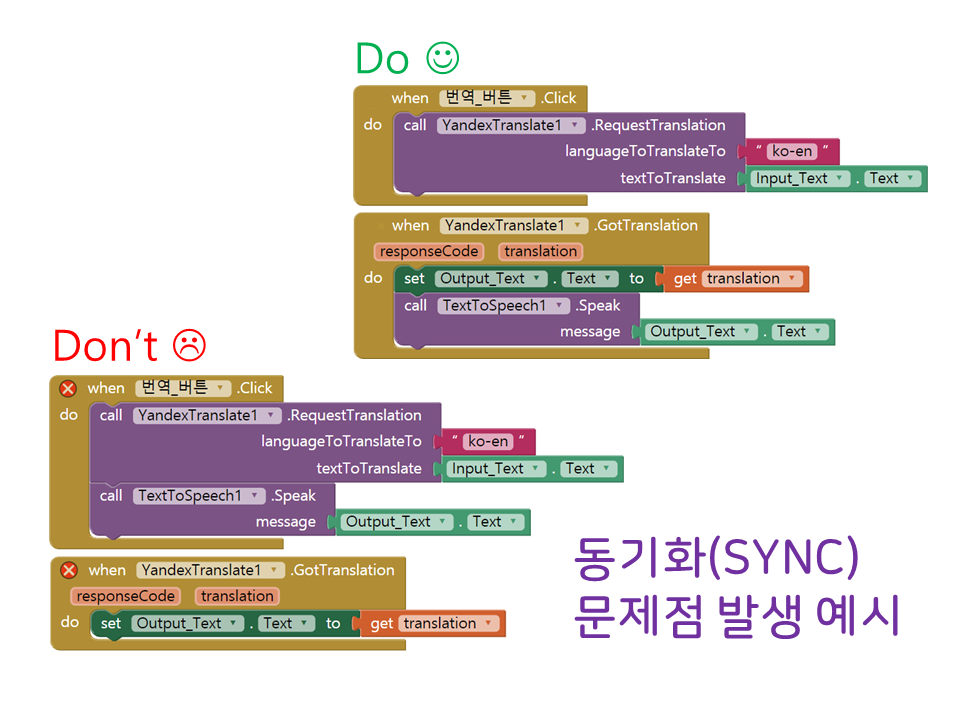 Do ☺
when 번역_버튼 .Click
do call YandexTranslate1 .RequestTranslation
languageToTranslateTo " ko-en "
textToTranslate Input_Text . Text
when YandexTranslate1 .GotTranslation
responseCode translation
do set Output_Text . Text to get translation
call TextToSpeech1 .Speak
message Output_Text . Text
Don't ☹
when 번역_버튼 .Click
do call YandexTranslate1 .RequestTranslation
languageToTranslateTo " ko-en "
textToTranslate Input_Text . Text
call TextToSpeech1 .Speak
message Output_Text . Text
when YandexTranslate1 .GotTranslation
responseCode translation
do set Output_Text . Text to get translation
동기화(SYNC)
문제점 발생 예시